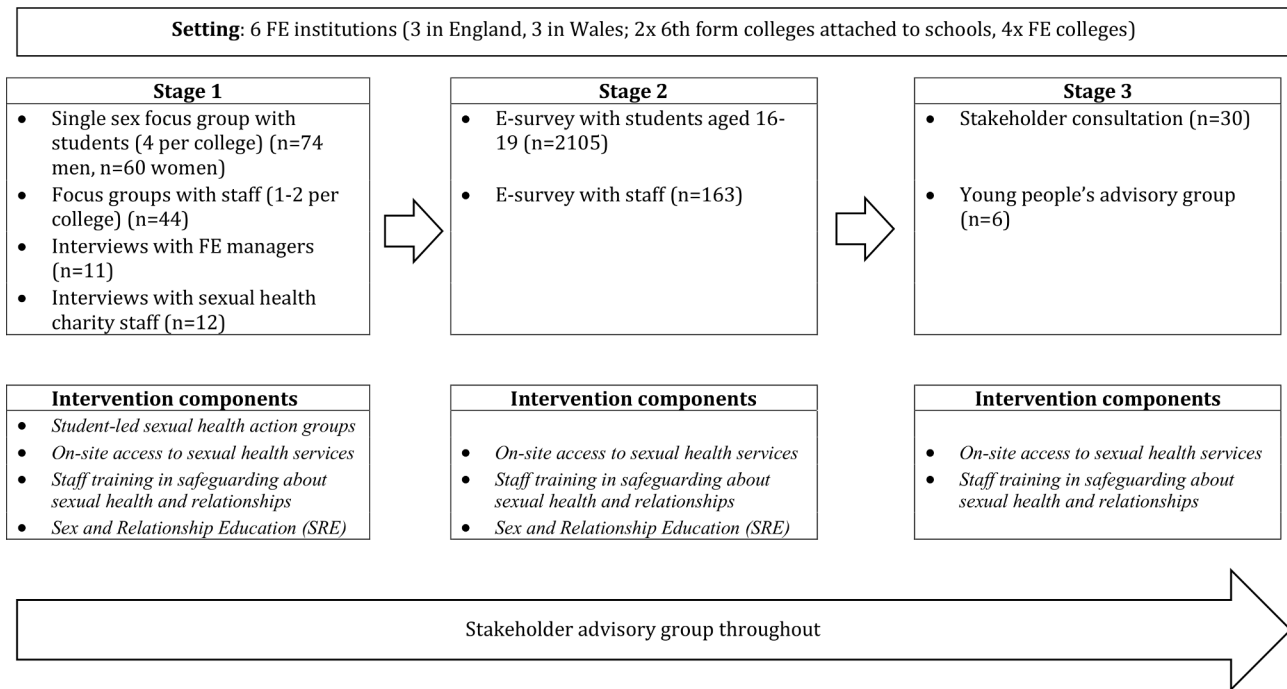 Setting: 6 FE institutions (3 in England, 3 in Wales; 2x 6th form colleges attached to schools, 4x FE colleges)
Stage 1
• Single sex focus group with
students (4 per college) (n=74
men, n=60 women)
• Focus groups with staff (1-2 per
college) (n=44)
• Interviews with FE managers
(n=11)
• Interviews with sexual health
charity staff (n=12)
Stage 2
• E-survey with students aged 16-
19 (n=2105)
• E-survey with staff (n=163)
Stage 3
• Stakeholder consultation (n=30)
• Young people’s advisory group
(n=6)
Intervention components
• Student-led sexual health action groups
• On-site access to sexual health services
• Staff training in safeguarding about
sexual health and relationships
• Sex and Relationship Education (SRE)
Intervention components
• On-site access to sexual health services
• Staff training in safeguarding about
sexual health and relationships
• Sex and Relationship Education (SRE)
Intervention components
• On-site access to sexual health services
• Staff training in safeguarding about
sexual health and relationships
Stakeholder advisory group throughout